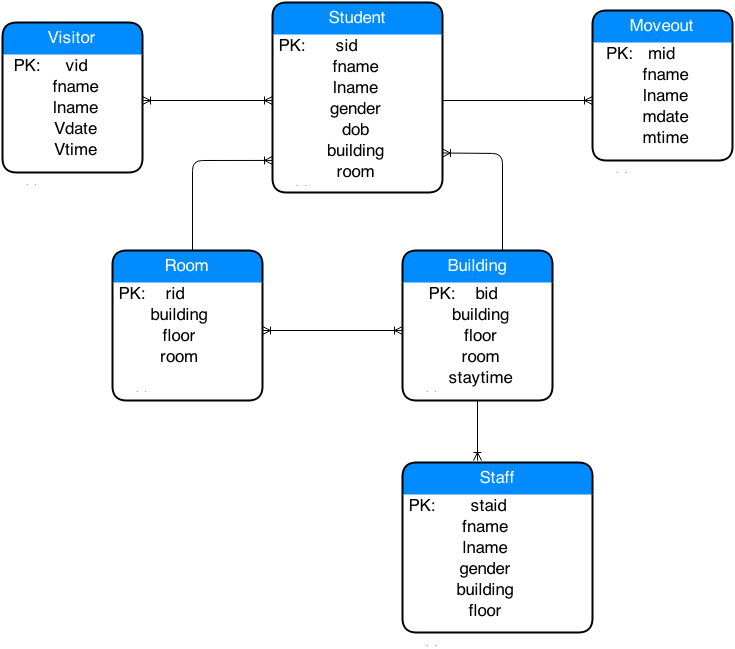 Visitor
PK: vid
fname
lname
Vdate
Vtime
Student
PK: sid
fname
lname
gender
dob
building
room
Moveout
PK: mid
fname
lname
mdate
mtime
Room
PK: rid
building
floor
room
Building
PK: bid
building
floor
room
staytime
Staff
PK: staid
fname
lname
gender
building
floor